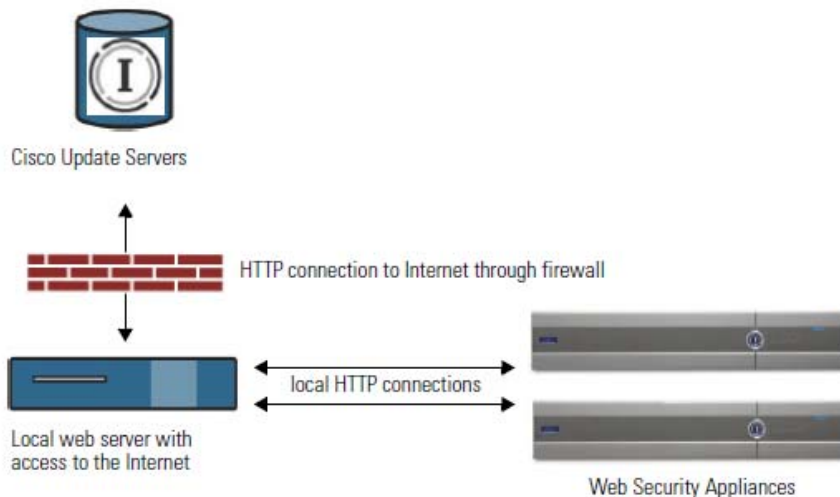 I
Cisco Update Servers
HTTP connection to Internet through firewall
local HTTP connections
Local web server with
access to the Internet
Web Security Appliances